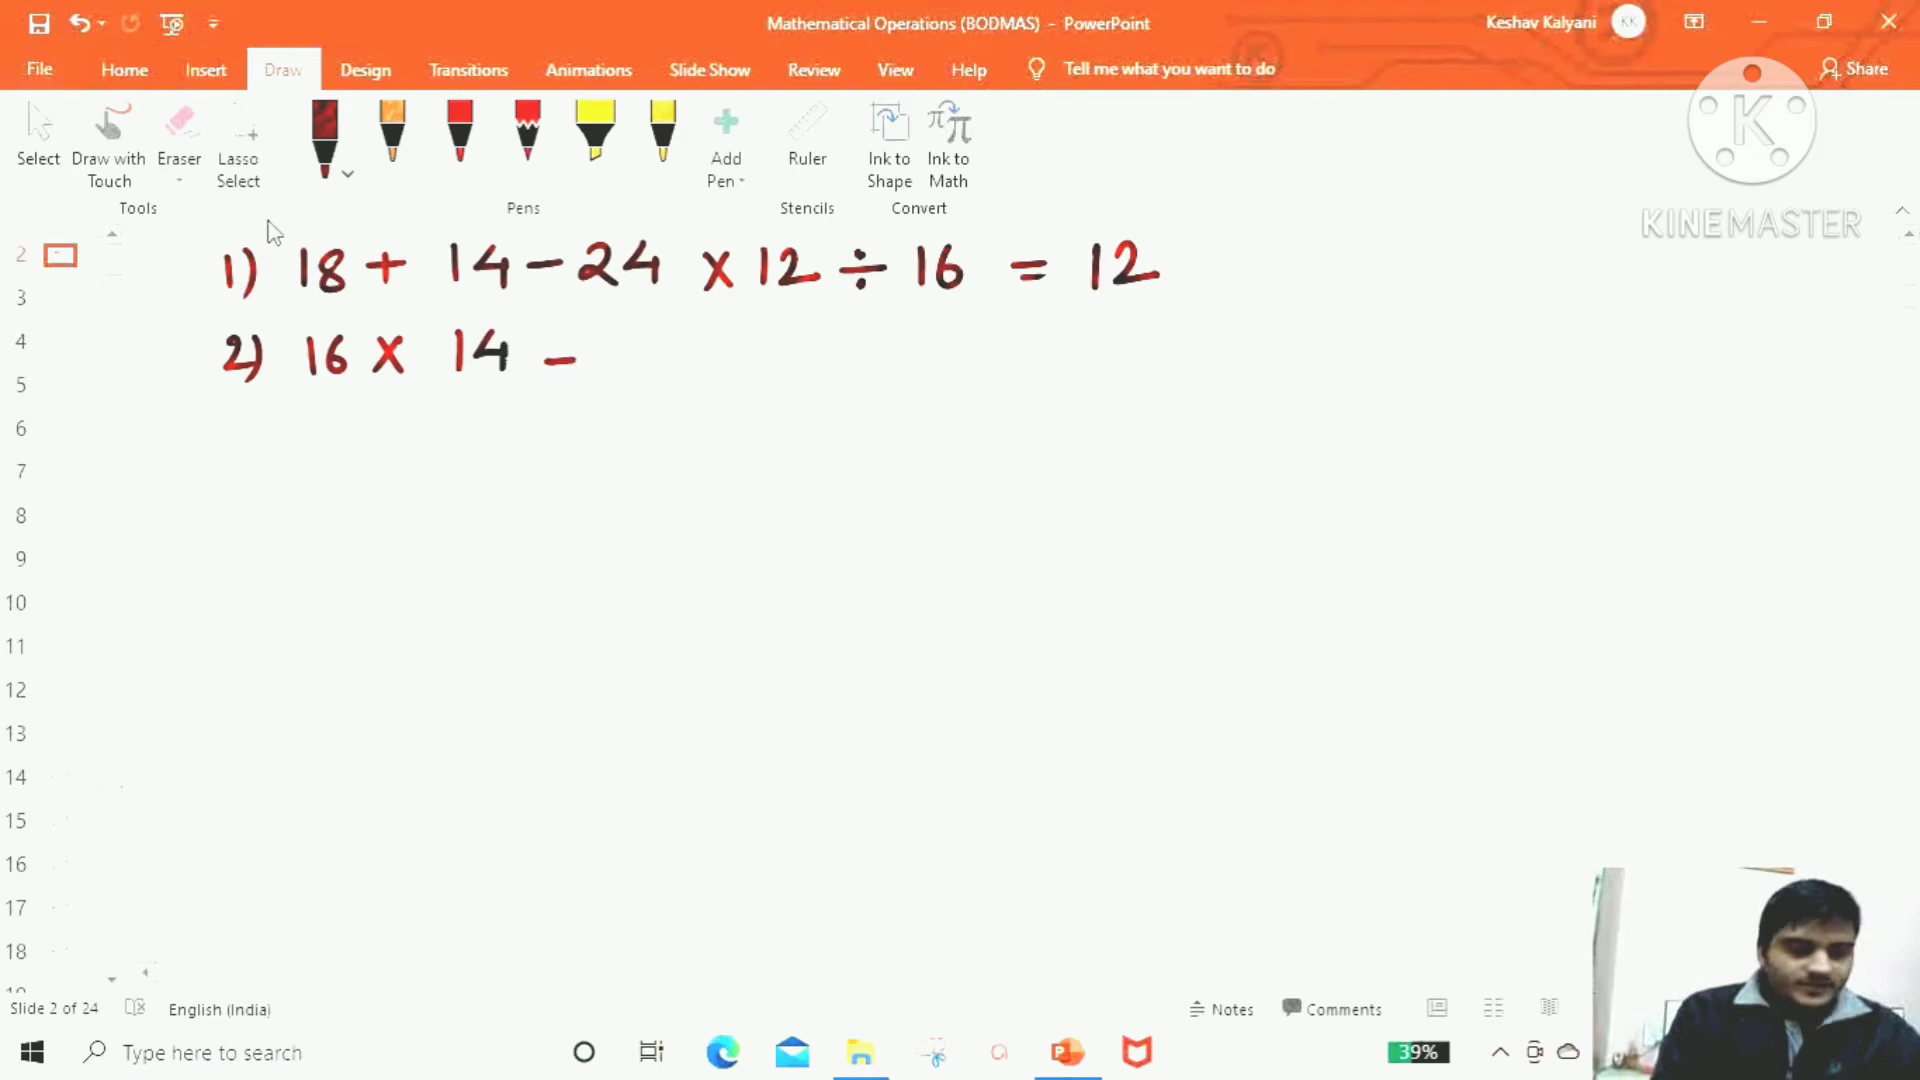 Mathematical Operations (BODMAS) - PowerPoint
Keshav Kalyani KK
File Home Insert Draw Design Transitions Animations Slide Show Review View Help Tell me what you want to do Share
Select Draw with Touch Eraser Lasso Select Add Pen Ruler Ink to Shape Ink to Math
Tools Pens Stencils Convert
K
KINEMASTER
1) 18 + 14 - 24 x 12 ÷ 16 = 12
2) 16 x 14 -
2
3
4
5
6
7
8
9
10
11
12
13
14
15
16
17
18
Slide 2 of 24 English (India) Notes Comments
Type here to search 39%